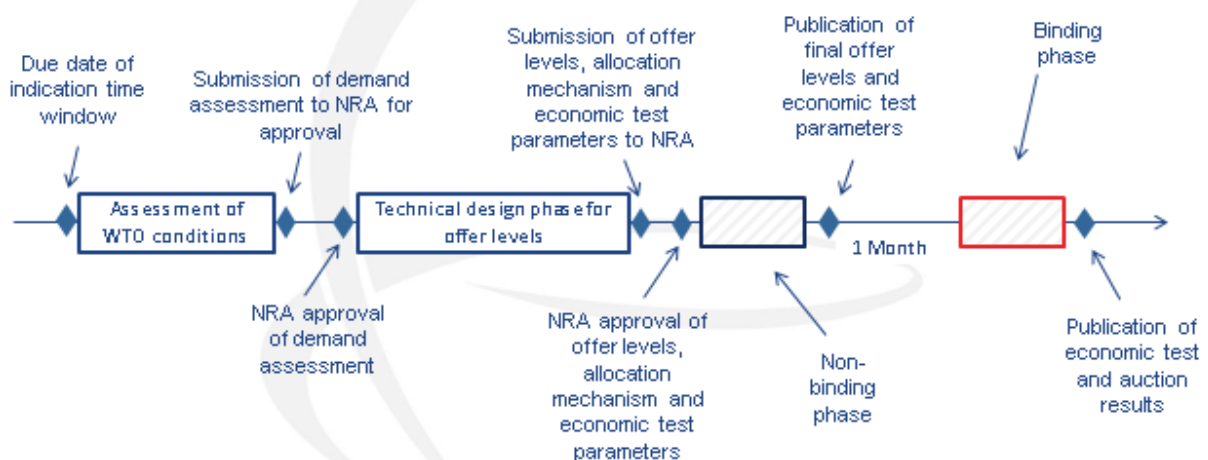 Due date of
indication time
window
Submission of demand
assessment to NRA for
approval
Submission of offer
levels, allocation
mechanism and
economic test
parameters to NRA
Publication of
final offer
levels and
economic test
parameters
Binding
phase
Assessment of
WTO conditions
Technical design phase for
offer levels
1 Month
NRA approval
of demand
assessment
NRA approval of
offer levels,
allocation
mechanism and
economic test
parameters
Non-
binding
phase
Publication of
economic test
and auction
results